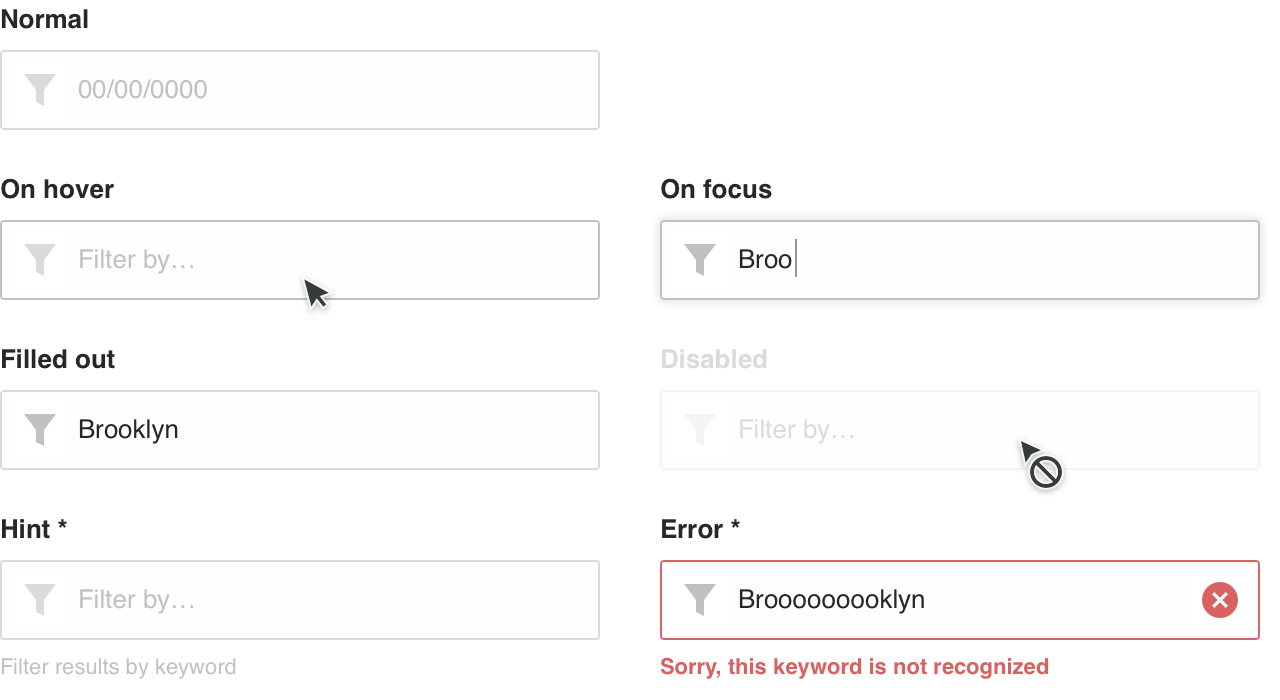 Normal
00/00/0000
On hover
On focus
Filter by…
Broo
Filled out
Disabled
Brooklyn
Filter by…
Hint *
Error *
Filter by…
Brooooooooklyn
Filter results by keyword
Sorry, this keyword is not recognized